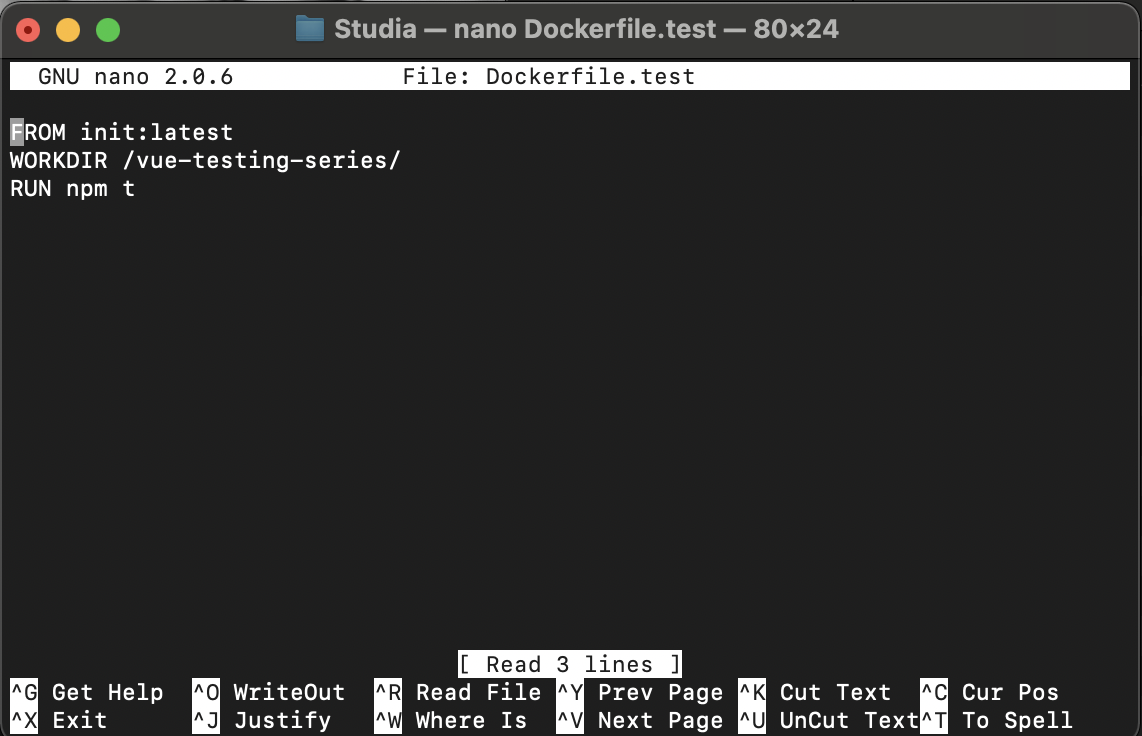 Studia — nano Dockerfile.test — 80×24
GNU nano 2.0.6 File: Dockerfile.test
FROM init:latest
WORKDIR /vue-testing-series/
RUN npm t
[ Read 3 lines ]
^G Get Help ^O WriteOut ^R Read File ^Y Prev Page ^K Cut Text ^C Cur Pos
^X Exit ^J Justify ^W Where Is ^V Next Page ^U UnCut Text^T To Spell